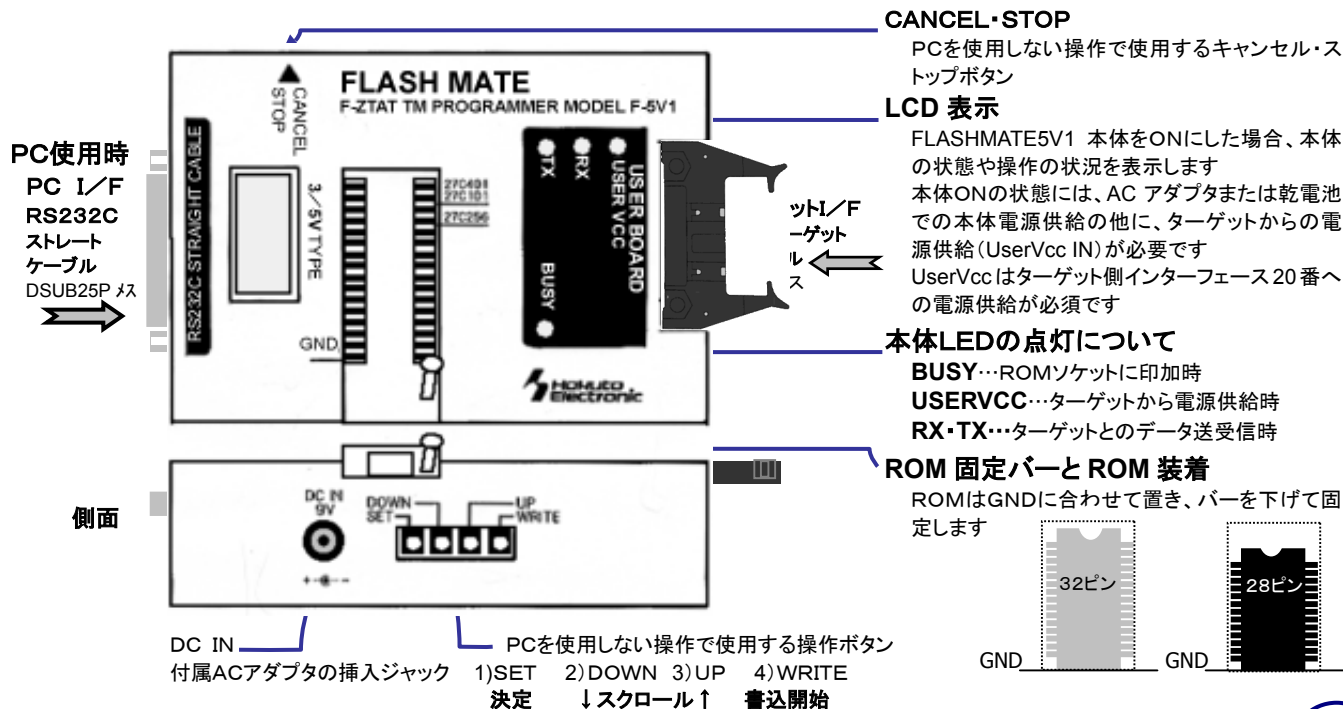 CANCEL・STOP
PCを使用しない操作で使用するキャンセル・ス
トップボタン
LCD 表示
FLASHMATE5V1 本体をONにした場合、本体
の状態や操作の状況を表示します
本体ONの状態には、AC アダプタまたは乾電池
での本体電源供給の他に、ターゲットからの電
源供給(UserVcc IN)が必要です
UserVccはターゲット側インターフェース20番へ
の電源供給が必須です
本体LEDの点灯について
BUSY…ROMソケットに印加時
USERVCC…ターゲットから電源供給時
RX・TX…ターゲットとのデータ送受信時
ROM 固定バーと ROM 装着
ROMはGNDに合わせて置き、バーを下げて固
定します
32ピン
28ピン
GND
GND
PC使用時
PC I/F
RS232C
ストレート
ケーブル
DSUB25P メス
RS232C STRAIGHT CABLE
CANCEL
STOP
FLASH MATE
F-ZTAT TM PROGRAMMER MODEL F-5V1
3/5V TYPE
27C401
27C101
27C256
GND
USER BOARD
USER VCC
RX
TX
BUSY
Hokuto
Electronic
ットI/F
ーゲット
ル
ス
側面
DC IN
9V
DOWN
SET
UP
WRITE
DC IN
付属ACアダプタの挿入ジャック
PCを使用しない操作で使用する操作ボタン
1)SET 2)DOWN 3)UP 4)WRITE
決定 ↓スクロール↑ 書込開始